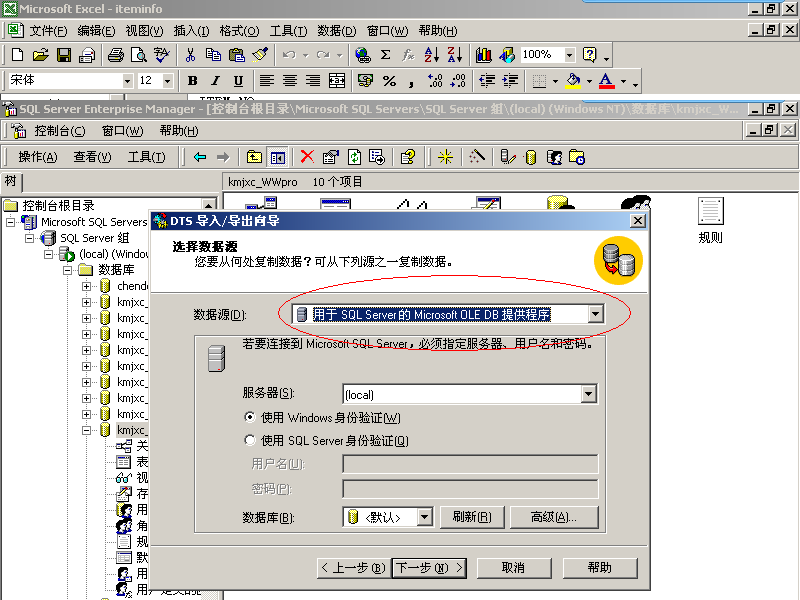 Microsoft Excel - iteminfo
文件(F) 编辑(E) 视图(V) 插入(I) 格式(O) 工具(T) 数据(D) 窗口(W) 帮助(H)
100%
宋体 12 B I U
SQL Server Enterprise Manager - [控制台根目录\Microsoft SQL Servers\SQL Server 组\(local) (Windows NT)\数据库\kmjxc_W...
控制台(C) 窗口(W) 帮助(H)
操作(A) 查看(V) 工具(T)
树
kmjxc_WWpro 10 个项目
控制台根目录
Microsoft SQL Servers
SQL Server 组
(local) (Window
数据库
chende
kmjxc_
kmjxc_
kmjxc_
kmjxc_
kmjxc_
kmjxc_
kmjxc_
kmjxc_
kmjxc_
关
表
视
存
用
角
规
默
用
用户定义的
规则
DTS 导入/导出向导
选择数据源
您要从何处复制数据？可从下列源之一复制数据。
数据源(D):
用于 SQL Server 的 Microsoft OLE DB 提供程序
若要连接到 Microsoft SQL Server，必须指定服务器、用户名和密码。
服务器(S):
(local)
使用 Windows 身份验证(W)
使用 SQL Server 身份验证(Q)
用户名(U):
密码(P):
数据库(B):
<默认>
刷新(R)
高级(A)...
< 上一步(B)
下一步(N) >
取消
帮助